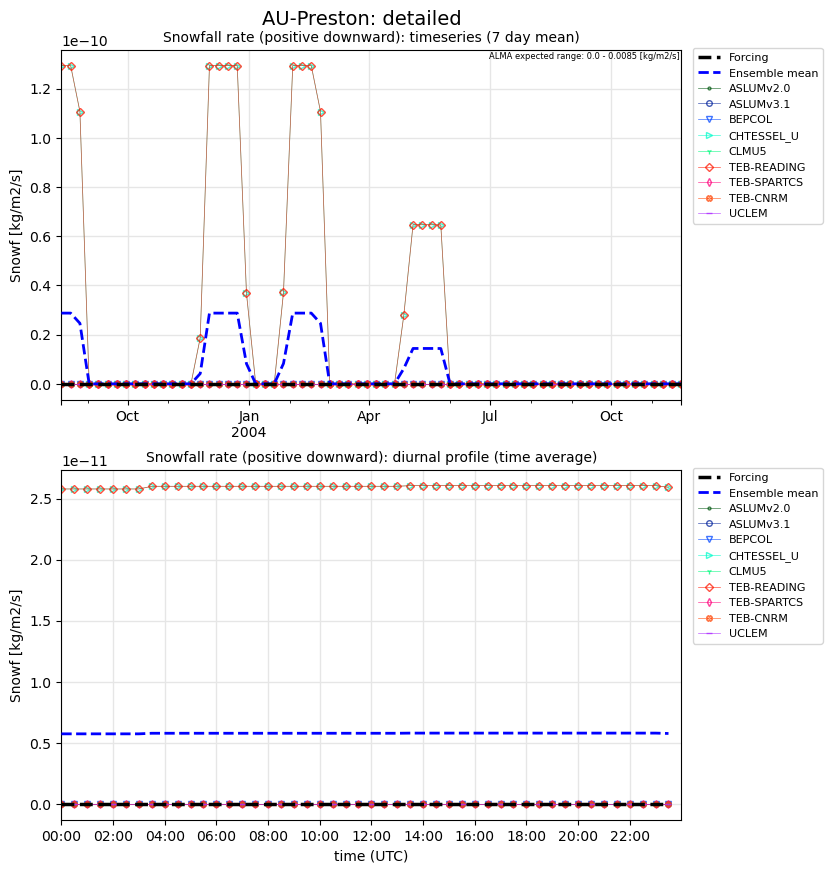 AU-Preston: detailed
Snowfall rate (positive downward): timeseries (7 day mean)
1e−10
ALMA expected range: 0.0 - 0.0085 [kg/m2/s]
Snowf [kg/m2/s]
1.2
1.0
0.8
0.6
0.4
0.2
0.0
Oct
Jan
2004
Apr
Jul
Oct
Forcing
Ensemble mean
ASLUMv2.0
ASLUMv3.1
BEPCOL
CHTESSEL_U
CLMU5
TEB-READING
TEB-SPARTCS
TEB-CNRM
UCLEM
Snowfall rate (positive downward): diurnal profile (time average)
1e−11
Snowf [kg/m2/s]
2.5
2.0
1.5
1.0
0.5
0.0
00:00
02:00
04:00
06:00
08:00
10:00
12:00
14:00
16:00
18:00
20:00
22:00
time (UTC)
Forcing
Ensemble mean
ASLUMv2.0
ASLUMv3.1
BEPCOL
CHTESSEL_U
CLMU5
TEB-READING
TEB-SPARTCS
TEB-CNRM
UCLEM